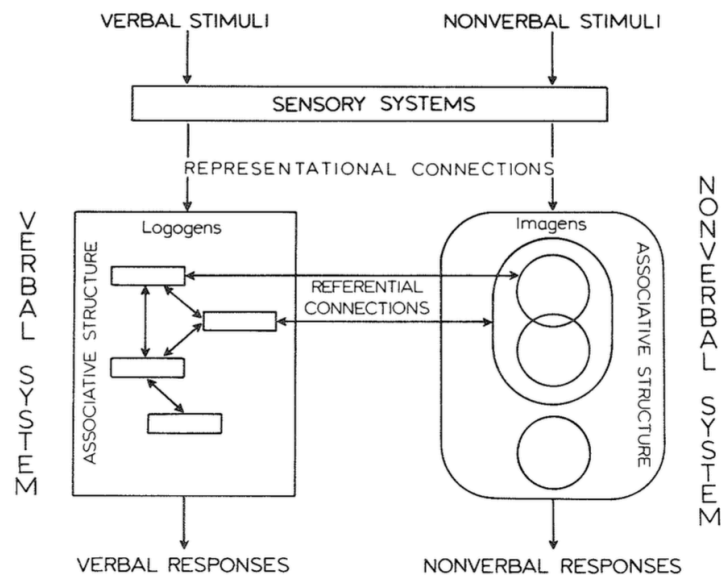 VERBAL STIMULI
NONVERBAL STIMULI
SENSORY SYSTEMS
REPRESENTATIONAL CONNECTIONS
VERBAL SYSTEM
Logogens
ASSOCIATIVE STRUCTURE
REFERENTIAL
CONNECTIONS
Imagens
ASSOCIATIVE STRUCTURE
NONVERBAL SYSTEM
VERBAL RESPONSES
NONVERBAL RESPONSES